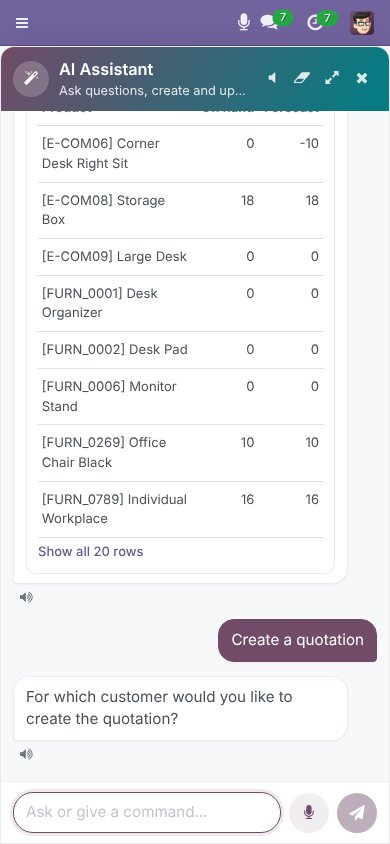 7
7
AI Assistant
Ask questions, create and up...
[E-COM06] Corner 0 -10
Desk Right Sit
[E-COM08] Storage 18 18
Box
[E-COM09] Large Desk 0 0
[FURN_0001] Desk 0 0
Organizer
[FURN_0002] Desk Pad 0 0
[FURN_0006] Monitor 0 0
Stand
[FURN_0269] Office 10 10
Chair Black
[FURN_0789] Individual 16 16
Workplace
Show all 20 rows
Create a quotation
For which customer would you like to
create the quotation?
Ask or give a command...